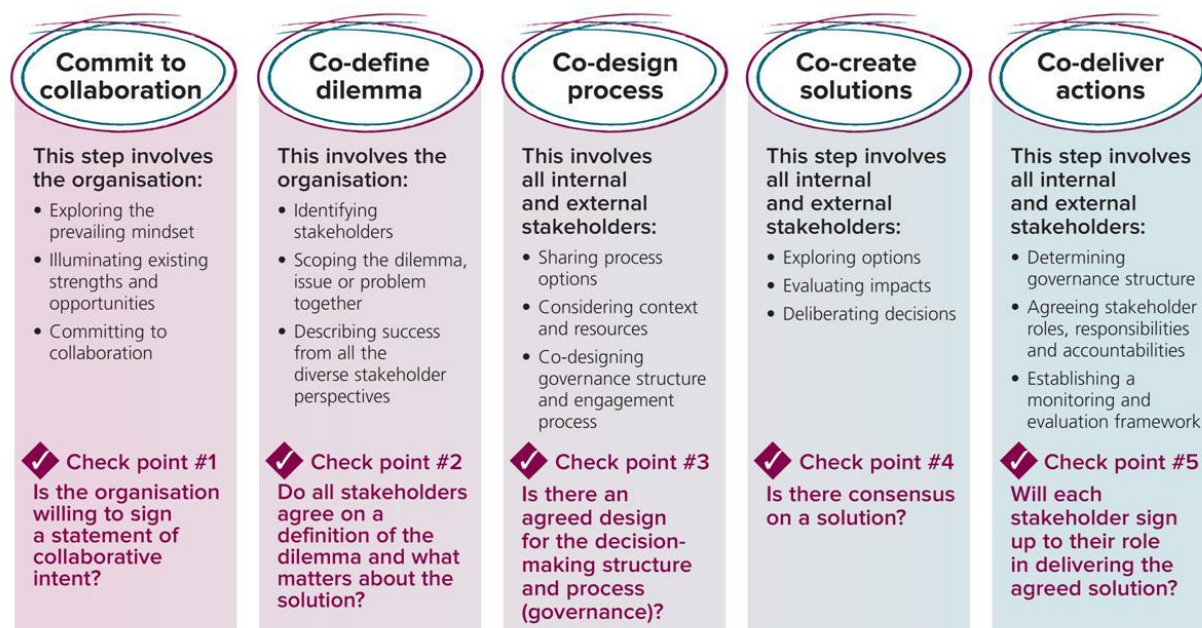 Commit to
collaboration
This step involves
the organisation:
• Exploring the
prevailing mindset
• Illuminating existing
strengths and
opportunities
• Committing to
collaboration
Check point #1
Is the organisation
willing to sign
a statement of
collaborative
intent?
Co-define
dilemma
This involves the
organisation:
• Identifying
stakeholders
• Scoping the dilemma,
issue or problem
together
• Describing success
from all the
diverse stakeholder
perspectives
Check point #2
Do all stakeholders
agree on a
definition of the
dilemma and what
matters about the
solution?
Co-design
process
This involves
all internal
and external
stakeholders:
• Sharing process
options
• Considering context
and resources
• Co-designing
governance structure
and engagement
process
Check point #3
Is there an
agreed design
for the decision-
making structure
and process
(governance)?
Co-create
solutions
This step involves
all internal
and external
stakeholders:
• Exploring options
• Evaluating impacts
• Deliberating decisions
Check point #4
Is there consensus
on a solution?
Co-deliver
actions
This step involves
all internal
and external
stakeholders:
• Determining
governance structure
• Agreeing stakeholder
roles, responsibilities
and accountabilities
• Establishing a
monitoring and
evaluation framework
Check point #5
Will each
stakeholder sign
up to their role
in delivering the
agreed solution?